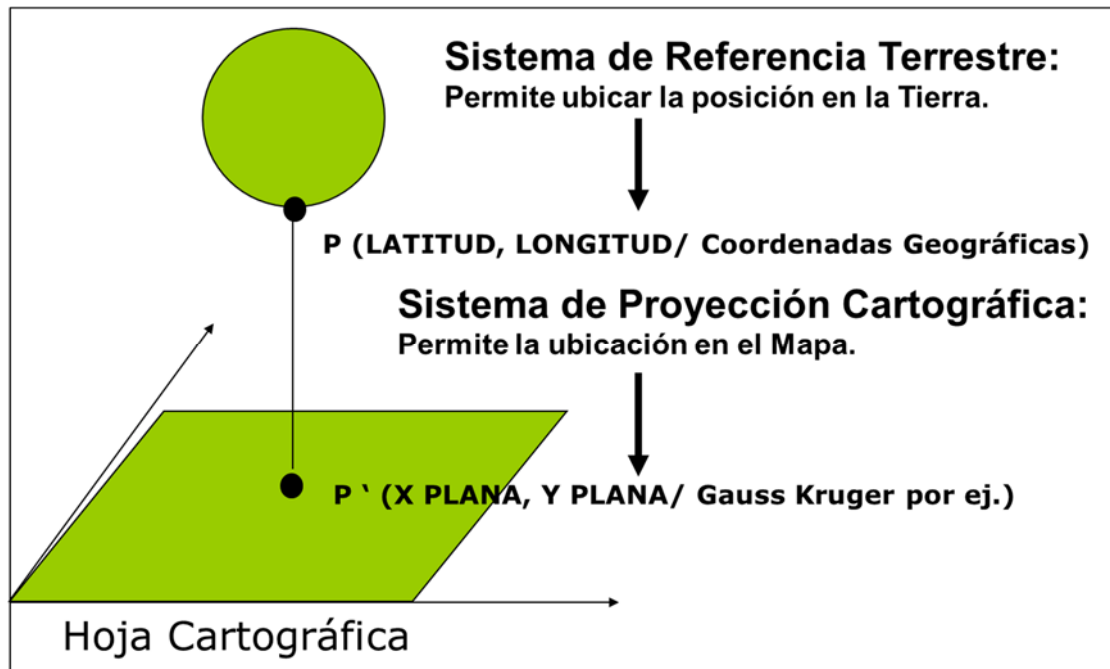 Sistema de Referencia Terrestre:
Permite ubicar la posición en la Tierra.
P (LATITUD, LONGITUD/ Coordenadas Geográficas)
Sistema de Proyección Cartográfica:
Permite la ubicación en el Mapa.
P ‘ (X PLANA, Y PLANA/ Gauss Kruger por ej.)
Hoja Cartográfica